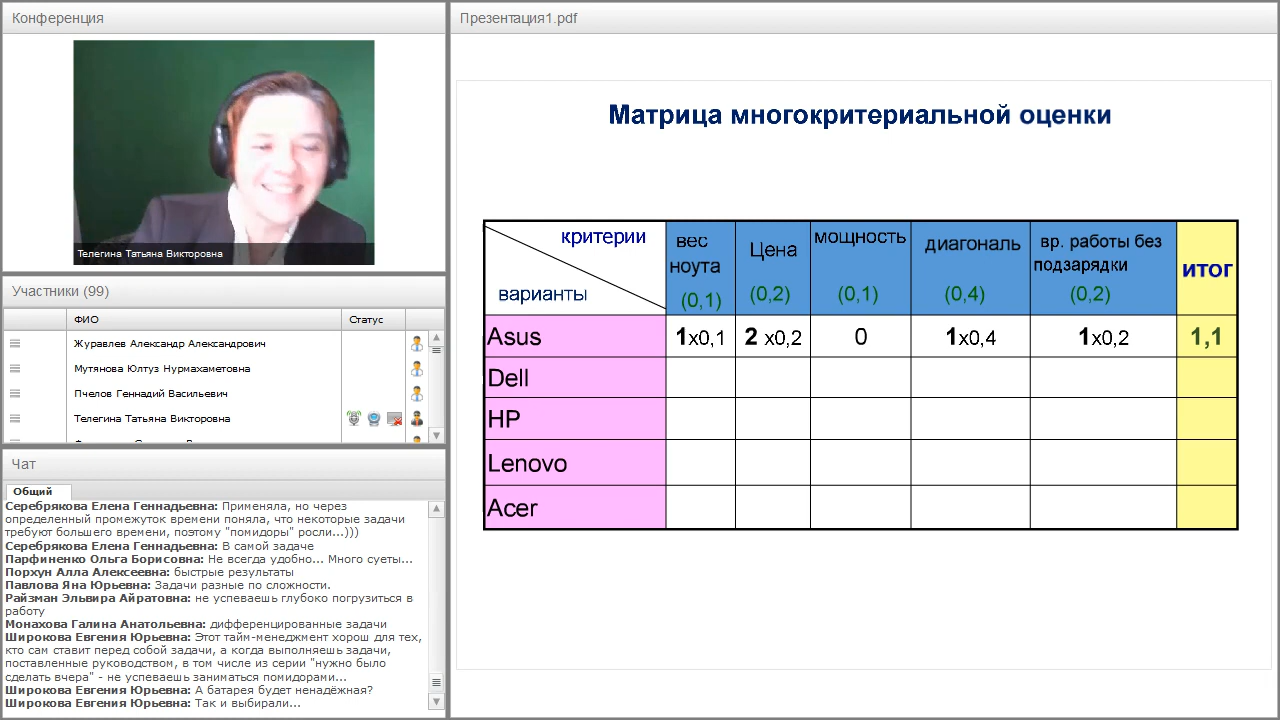 Конференция
Телегина Татьяна Викторовна
Участники (99)
ФИО
Статус
Журавлев Александр Александрович
Мутянова Юлтуз Нурмахаметовна
Пчелов Геннадий Васильевич
Телегина Татьяна Викторовна
Чат
Общий
Серебрякова Елена Геннадьевна: Применяла, но через
определенный промежуток времени поняла, что некоторые задачи
требуют большего времени, поэтому "помидоры" росли...)))
Серебрякова Елена Геннадьевна: В самой задаче
Парфиненко Ольга Борисовна: Не всегда удобно... Много суеты...
Порхун Алла Алексеевна: быстрые результаты
Павлова Яна Юрьевна: Задачи разные по сложности.
Райзман Эльвира Айратовна: не успеваешь глубоко погрузиться в
работу
Монахова Галина Анатольевна: дифференцированные задачи
Широкова Евгения Юрьевна: Этот тайм-менеджмент хорош для тех,
кто сам ставит перед собой задачи, а когда выполняешь задачи,
поставленные руководством, в том числе из серии "нужно было
сделать вчера" - не успеваешь заниматься помидорами...
Широкова Евгения Юрьевна: А батарея будет ненадёжная?
Широкова Евгения Юрьевна: Так и выбирали...
Презентация1.pdf
Матрица многокритериальной оценки
критерии
варианты
вес
ноута
(0,1)
Цена
(0,2)
мощность
(0,1)
диагональ
(0,4)
вр. работы без
подзарядки
(0,2)
итог
Asus 1x0,1 2 x0,2 0 1x0,4 1x0,2 1,1
Dell
HP
Lenovo
Acer